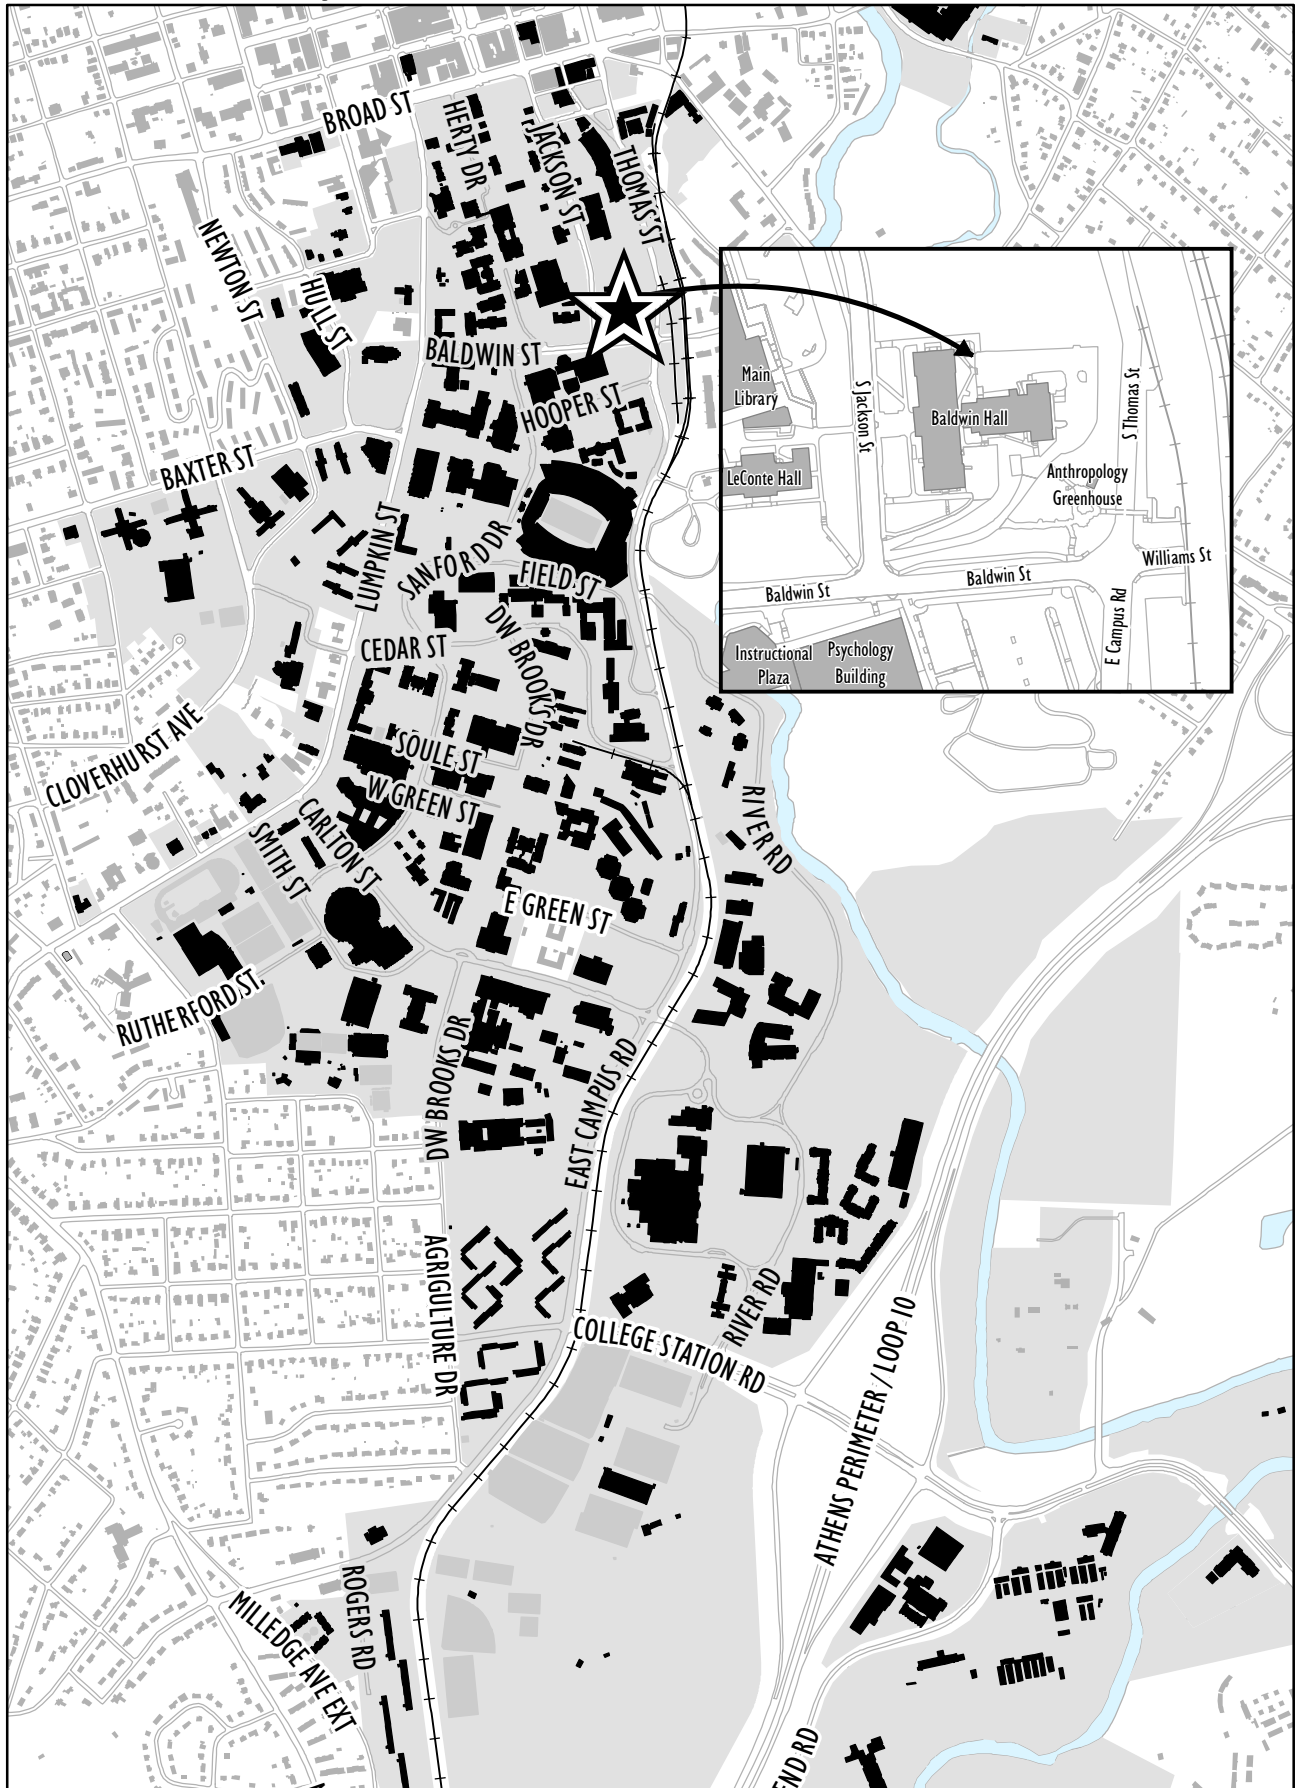 BROAD ST
HERTY DR
JACKSON ST
THOMAS ST
NEWTON ST
HULL ST
BALDWIN ST
HOOPER ST
BAXTER ST
LUMPKIN ST
SANFORD DR
FIELD ST
CEDAR ST
DW BROOKS DR
SOULE ST
W GREEN ST
CLOVERHURST AVE
CARLTON ST
SMITH ST
RIVER RD
E GREEN ST
RUTHERFORD ST.
DW BROOKS DR
EAST CAMPUS RD
AGRIGULTURE DR
RIVER RD
COLLEGE STATION RD
ATHENS PERIMETER / LOOP 10
ROGERS RD
MILLEDGE AVE EXT
END RD
Main
Library
S Jackson St
Baldwin Hall
S Thomas St
LeConte Hall
Anthropology
Greenhouse
Williams St
Baldwin St
Baldwin St
E Campus Rd
Instructional
Plaza
Psychology
Building